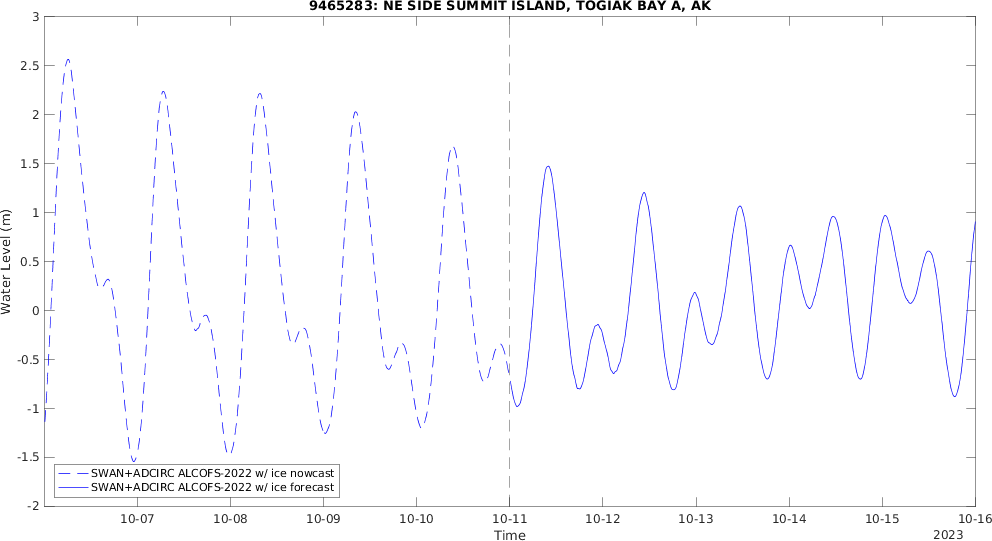 9465283: NE SIDE SUMMIT ISLAND, TOGIAK BAY A, AK
3
2.5
2
1.5
1
0.5
0
-0.5
-1
-1.5
-2
Water Level (m)
SWAN+ADCIRC ALCOFS-2022 w/ ice nowcast
SWAN+ADCIRC ALCOFS-2022 w/ ice forecast
10-07 10-08 10-09 10-10 10-11 10-12 10-13 10-14 10-15 10-16
Time
2023